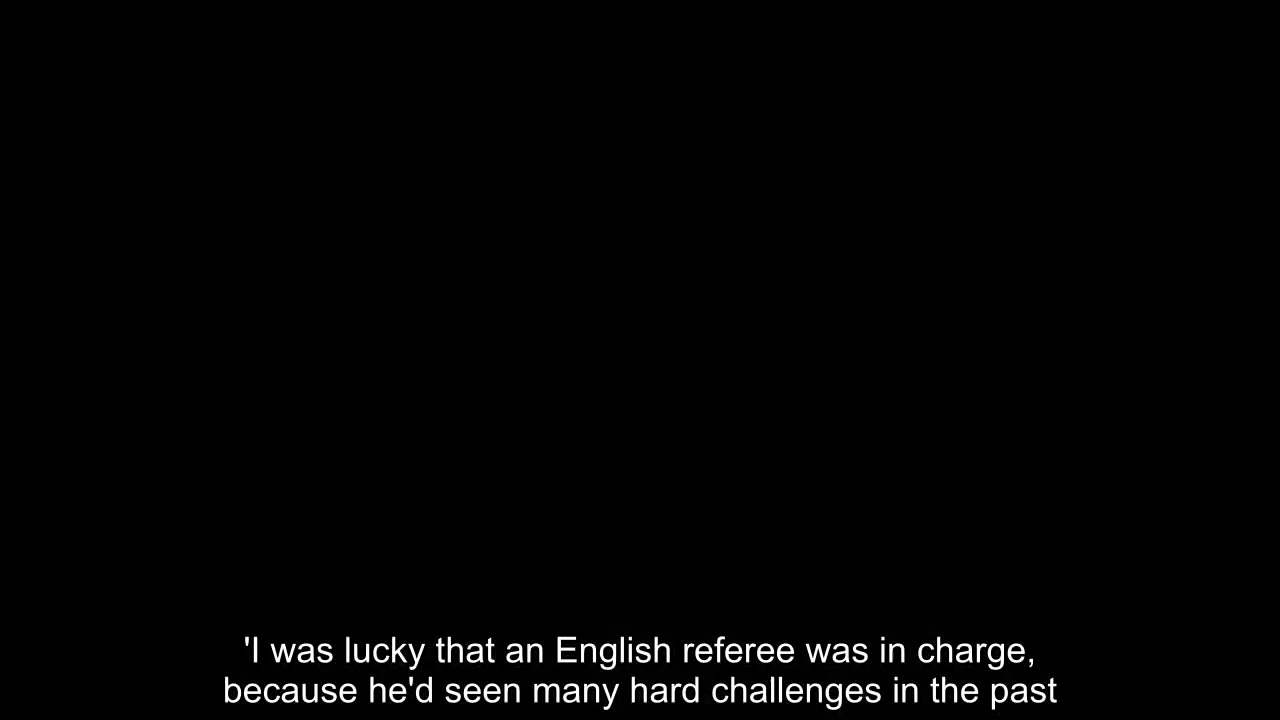 'I was lucky that an English referee was in charge,
because he'd seen many hard challenges in the past